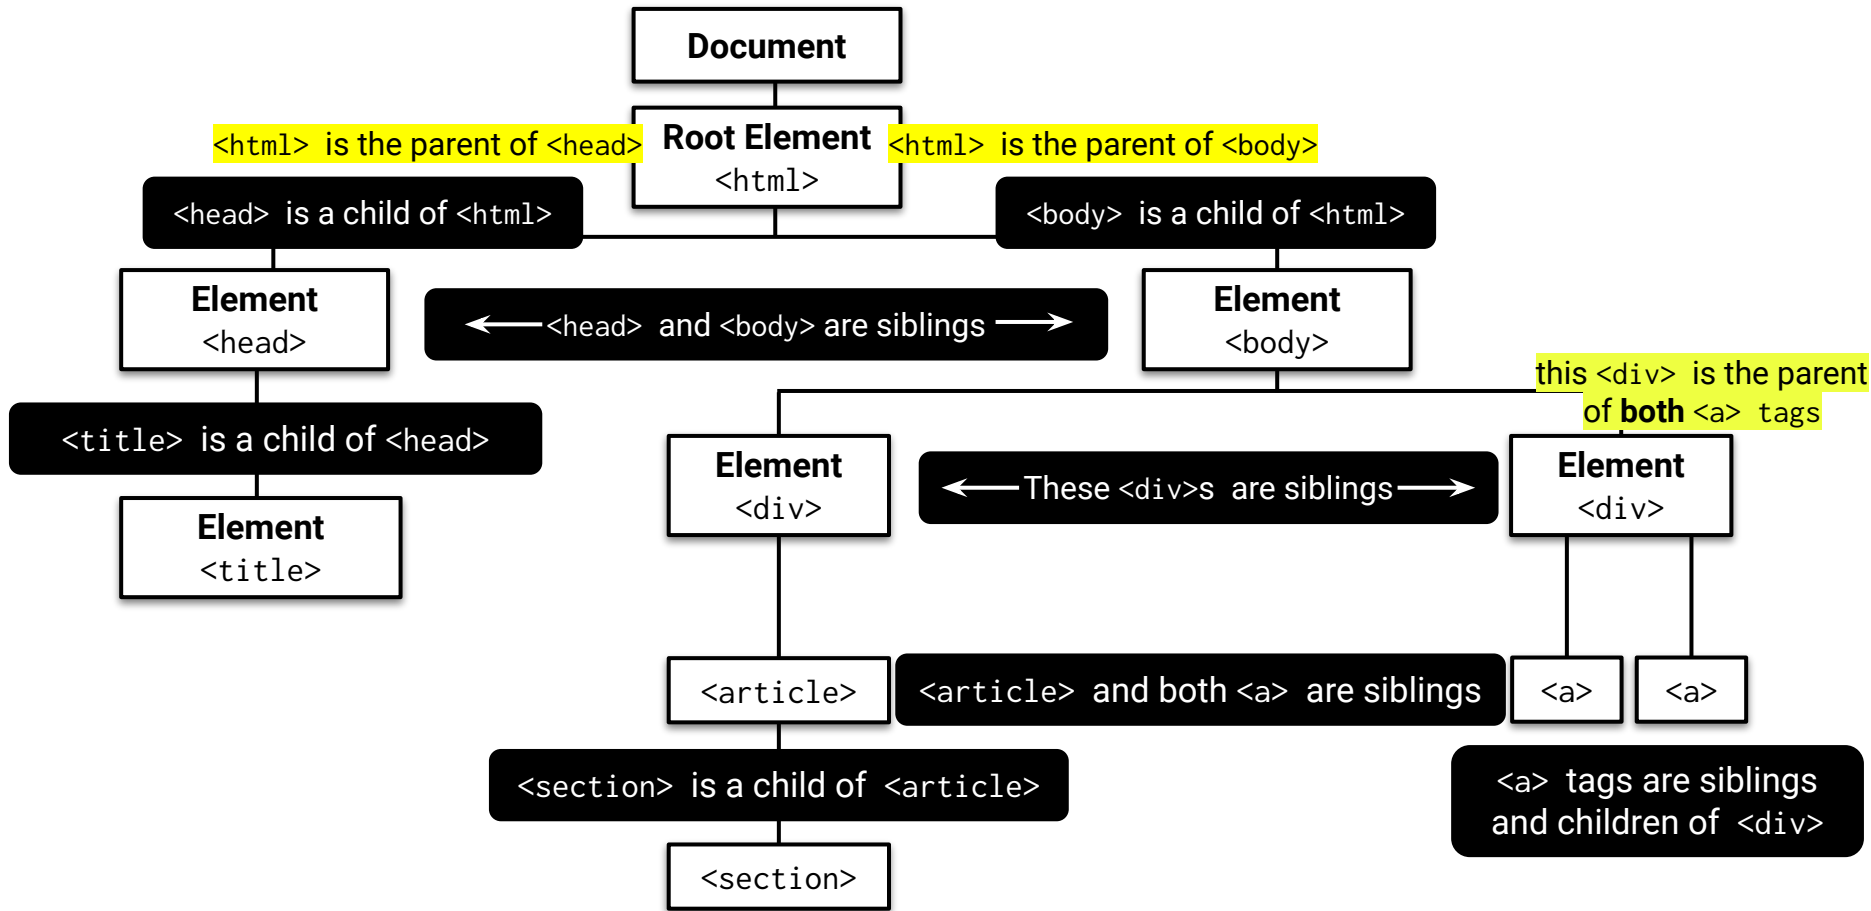 Document
<html> is the parent of <head>
Root Element
<html>
<html> is the parent of <body>
<head> is a child of <html>
<body> is a child of <html>
Element
<head>
<head> and <body> are siblings
Element
<body>
this <div> is the parent
of both <a> tags
<title> is a child of <head>
Element
<div>
These <div>s are siblings
Element
<div>
Element
<title>
<article>
<article> and both <a> are siblings
<a>
<a>
<section> is a child of <article>
<a> tags are siblings
and children of <div>
<section>